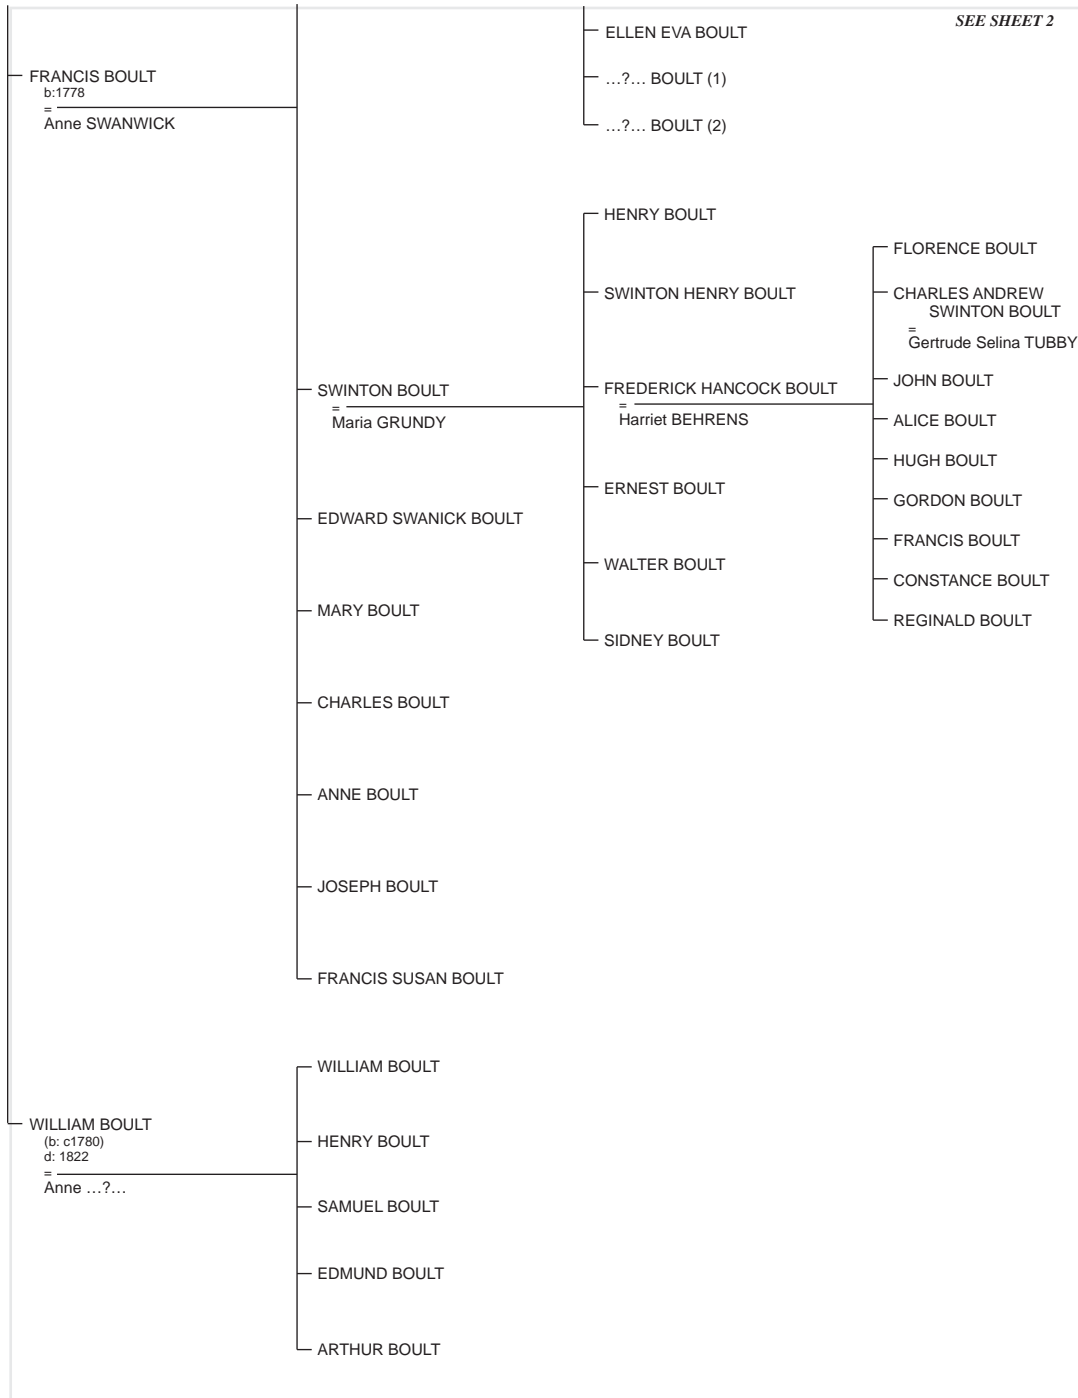 SEE SHEET 2
FRANCIS BOULT
b:1778
=
Anne SWANWICK
ELLEN EVA BOULT
…?… BOULT (1)
…?… BOULT (2)
SWINTON BOULT
=
Maria GRUNDY
HENRY BOULT
SWINTON HENRY BOULT
FREDERICK HANCOCK BOULT
=
Harriet BEHRENS
FLORENCE BOULT
CHARLES ANDREW
SWINTON BOULT
=
Gertrude Selina TUBBY
JOHN BOULT
ALICE BOULT
HUGH BOULT
GORDON BOULT
FRANCIS BOULT
CONSTANCE BOULT
REGINALD BOULT
ERNEST BOULT
WALTER BOULT
SIDNEY BOULT
EDWARD SWANICK BOULT
MARY BOULT
CHARLES BOULT
ANNE BOULT
JOSEPH BOULT
FRANCIS SUSAN BOULT
WILLIAM BOULT
(b: c1780)
d: 1822
=
Anne …?…
WILLIAM BOULT
HENRY BOULT
SAMUEL BOULT
EDMUND BOULT
ARTHUR BOULT